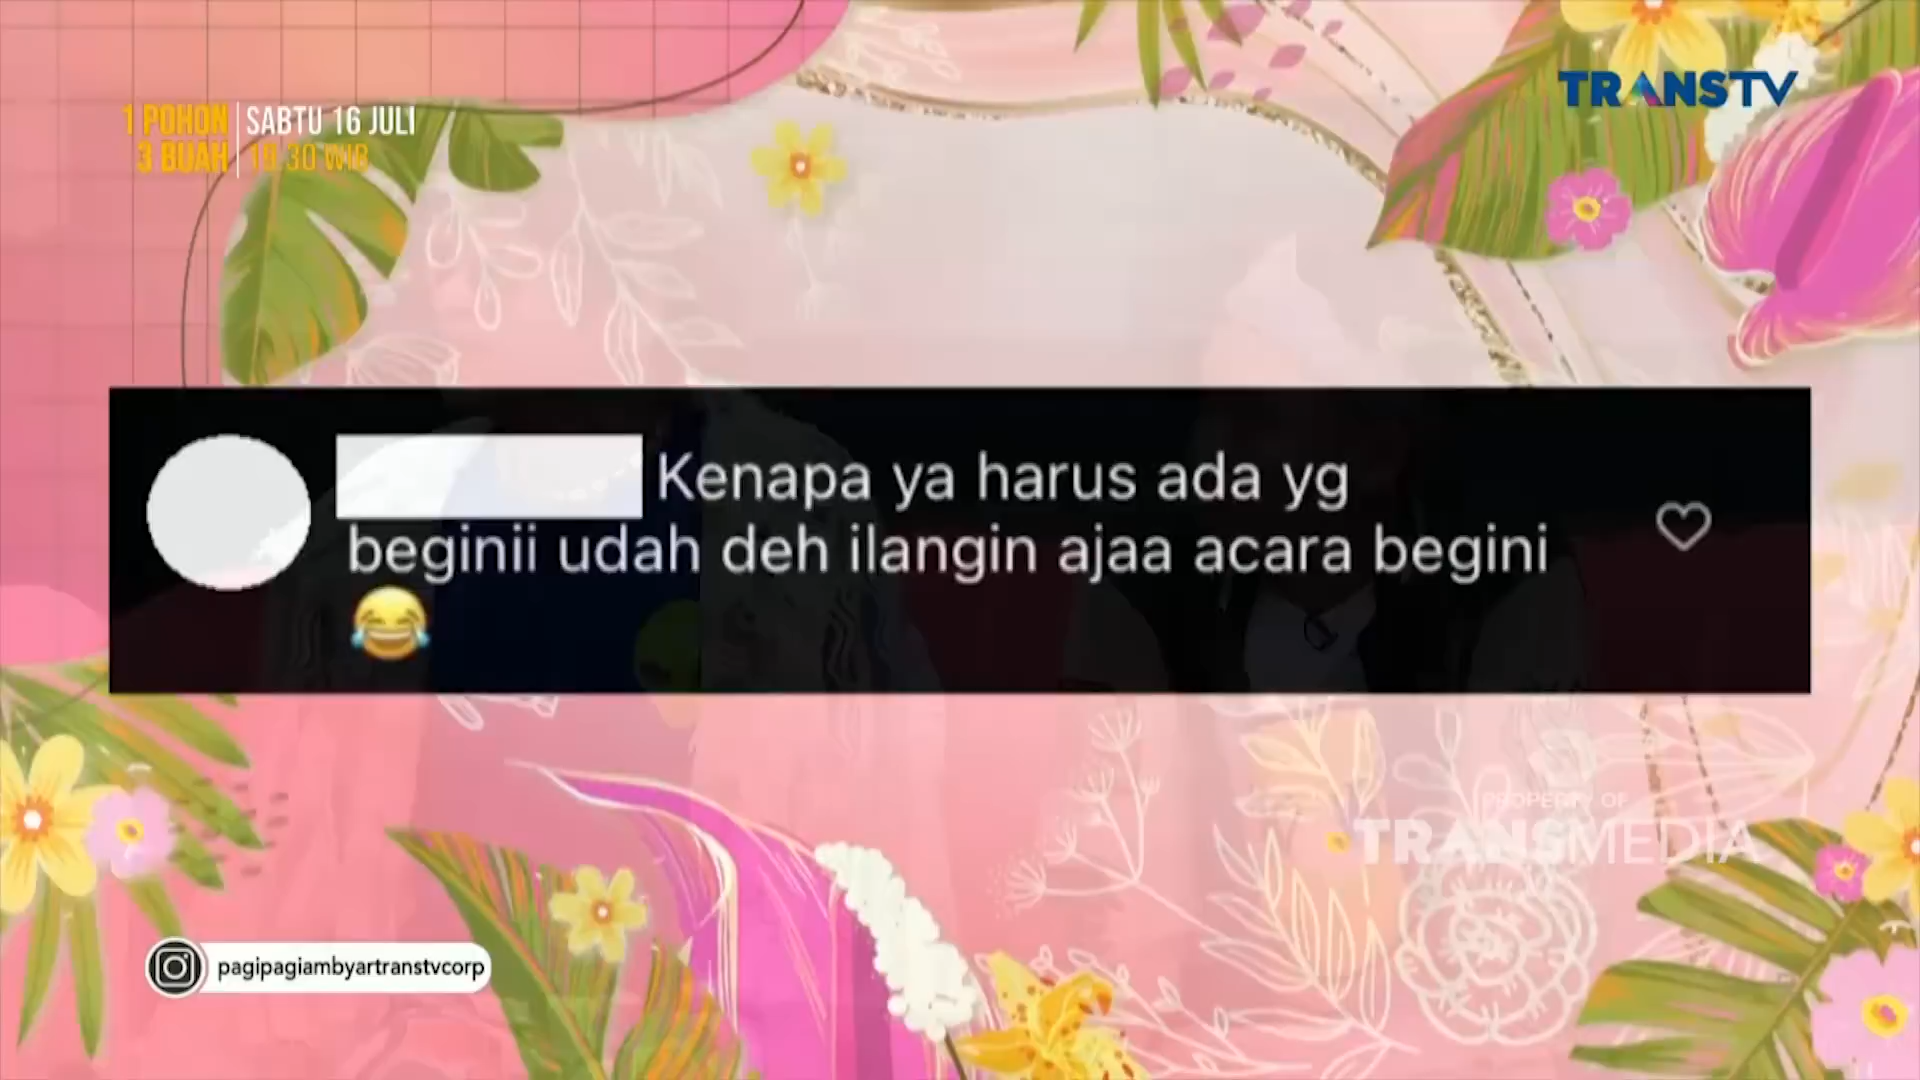 1 POHON
3 BUAH
SABTU 16 JULI
19.30 WIB
TRANSTV
Kenapa ya harus ada yg
beginii udah deh ilangin ajaa acara begini
😂
PROPERTY OF
TRANSMEDIA
pagipagiambyartranstvcorp